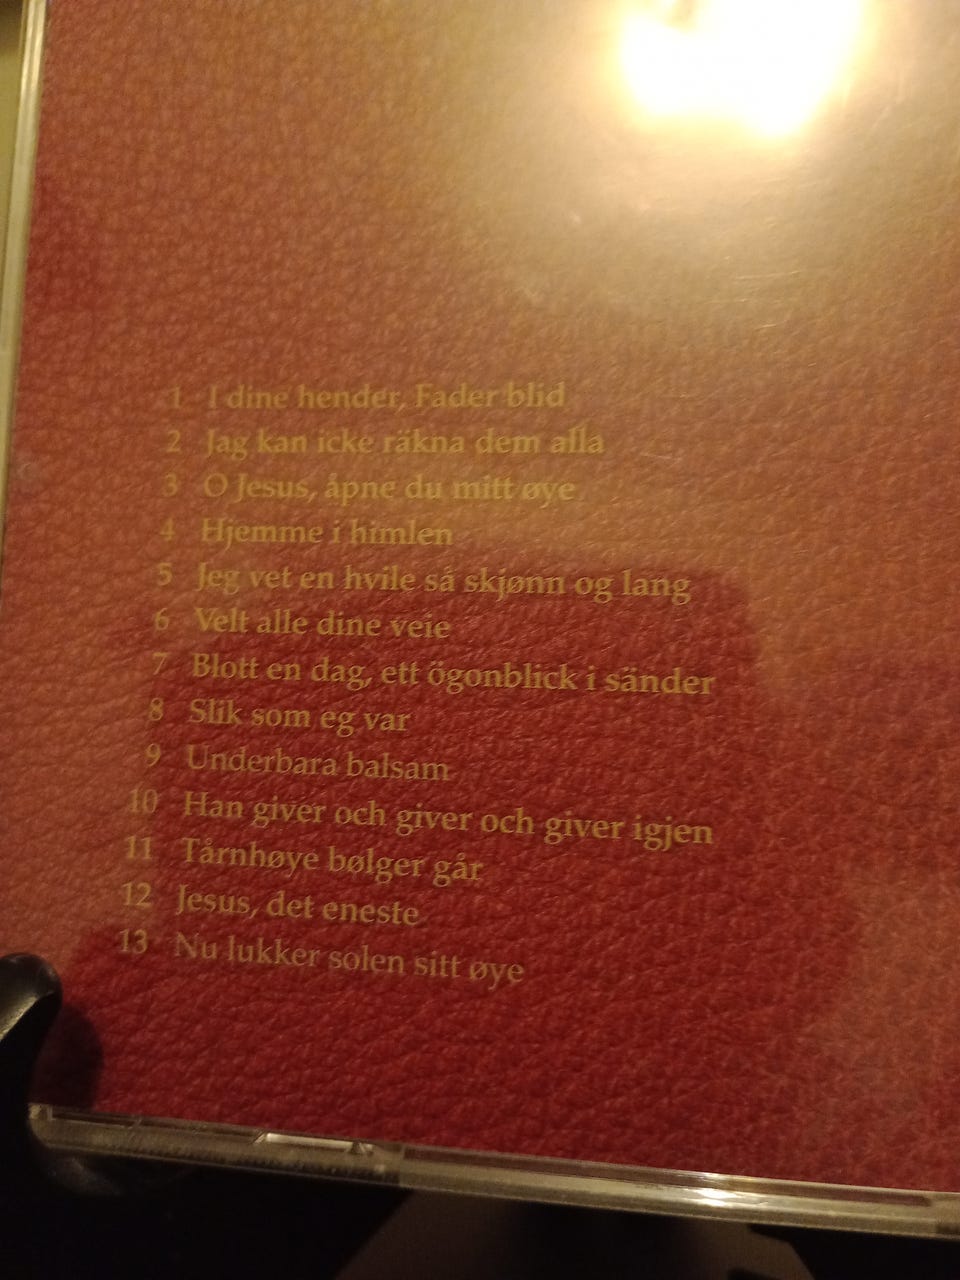 1 I dine hender, Fader blid
2 Jag kan icke räkna dem alla
3 O Jesus, åpne du mitt øye
4 Hjemme i himlen
5 Jeg vet en hvile så skjønn og lang
6 Velt alle dine veie
7 Blott en dag, ett ögonblick i sänder
8 Slik som eg var
9 Underbara balsam
10 Han giver och giver och giver igjen
11 Tårnhøye bølger går
12 Jesus, det eneste
13 Nu lukker solen sitt øye